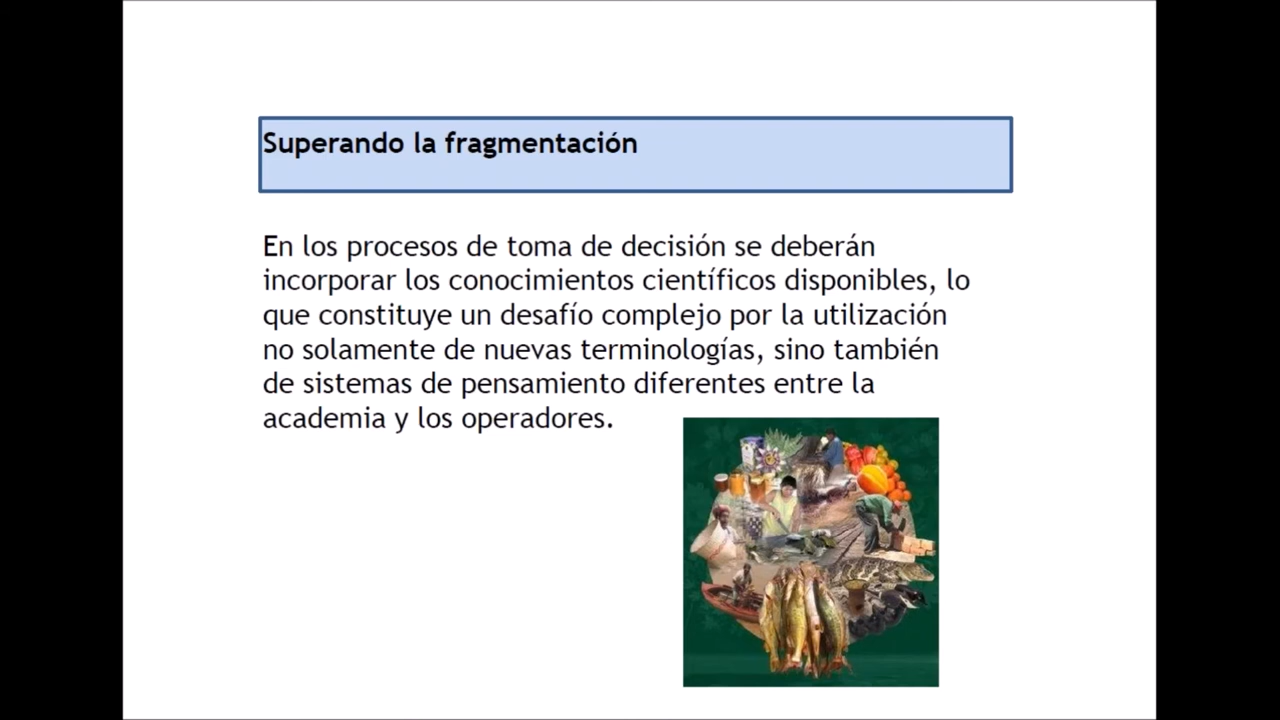 Superando la fragmentación
En los procesos de toma de decisión se deberán
incorporar los conocimientos científicos disponibles, lo
que constituye un desafío complejo por la utilización
no solamente de nuevas terminologías, sino también
de sistemas de pensamiento diferentes entre la
academia y los operadores.